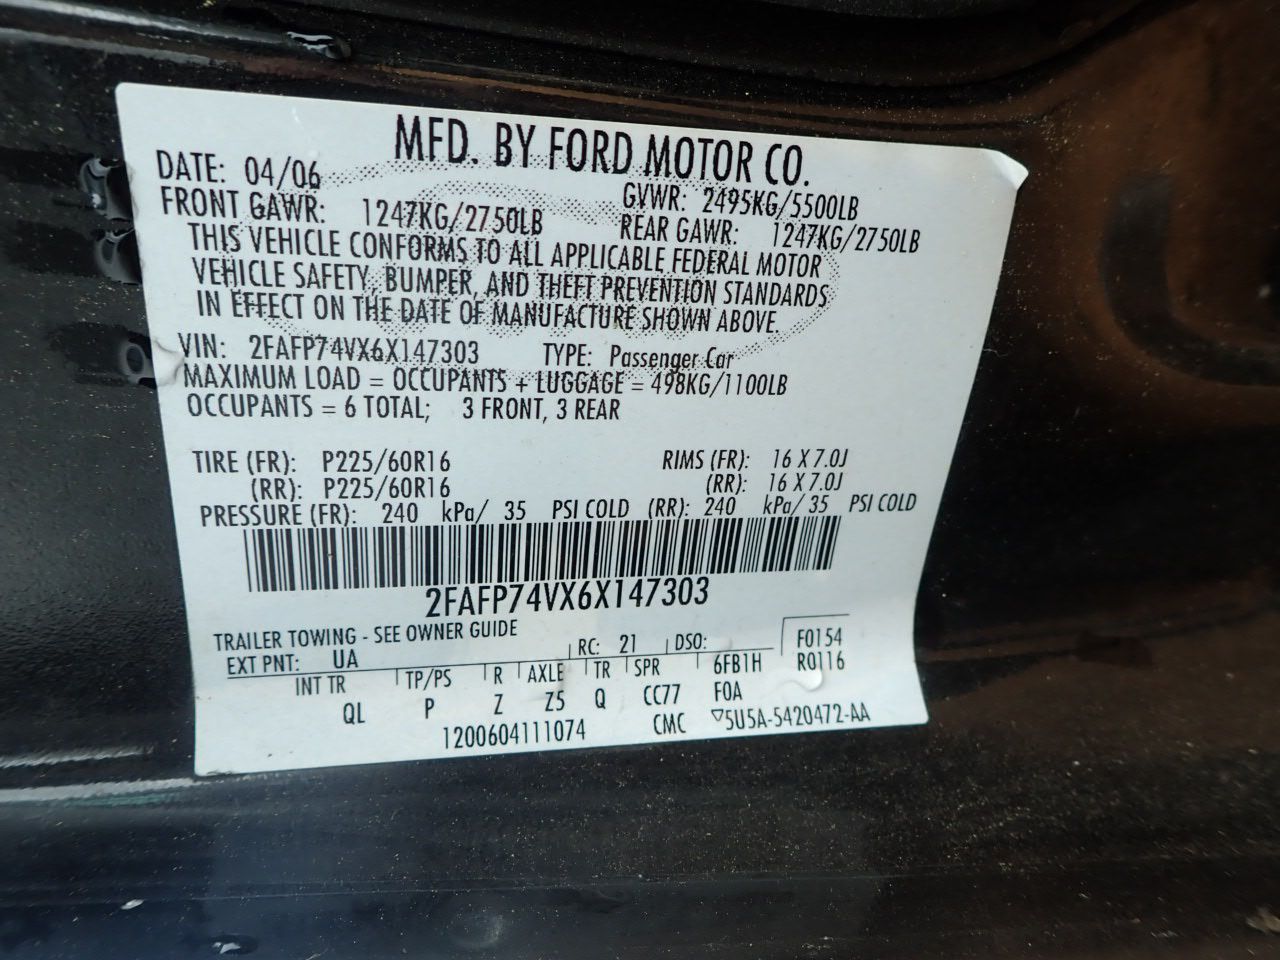 MFD. BY FORD MOTOR CO.
DATE: 04/06 GVWR: 2495KG/5500LB
FRONT GAWR: 1247KG/2750LB REAR GAWR: 1247KG/2750LB
THIS VEHICLE CONFORMS TO ALL APPLICABLE FEDERAL MOTOR
VEHICLE SAFETY, BUMPER, AND THEFT PREVENTION STANDARDS
IN EFFECT ON THE DATE OF MANUFACTURE SHOWN ABOVE.
VIN: 2FAFP74VX6X147303 TYPE: Passenger Car
MAXIMUM LOAD = OCCUPANTS + LUGGAGE = 498KG/1100LB
OCCUPANTS = 6 TOTAL; 3 FRONT, 3 REAR
TIRE (FR): P225/60R16 RIMS (FR): 16 X 7.0J
(RR): P225/60R16 (RR): 16 X 7.0J
PRESSURE (FR): 240 kPa/ 35 PSI COLD (RR): 240 kPa/ 35 PSI COLD
2FAFP74VX6X147303
TRAILER TOWING - SEE OWNER GUIDE F0154
EXT PNT: UA RC: 21 DSO: R0116
INT TR TP/PS R AXLE TR SPR 6FB1H
QL P Z Z5 Q CC77 FOA
1200604111074 CMC ▽5U5A-5420472-AA